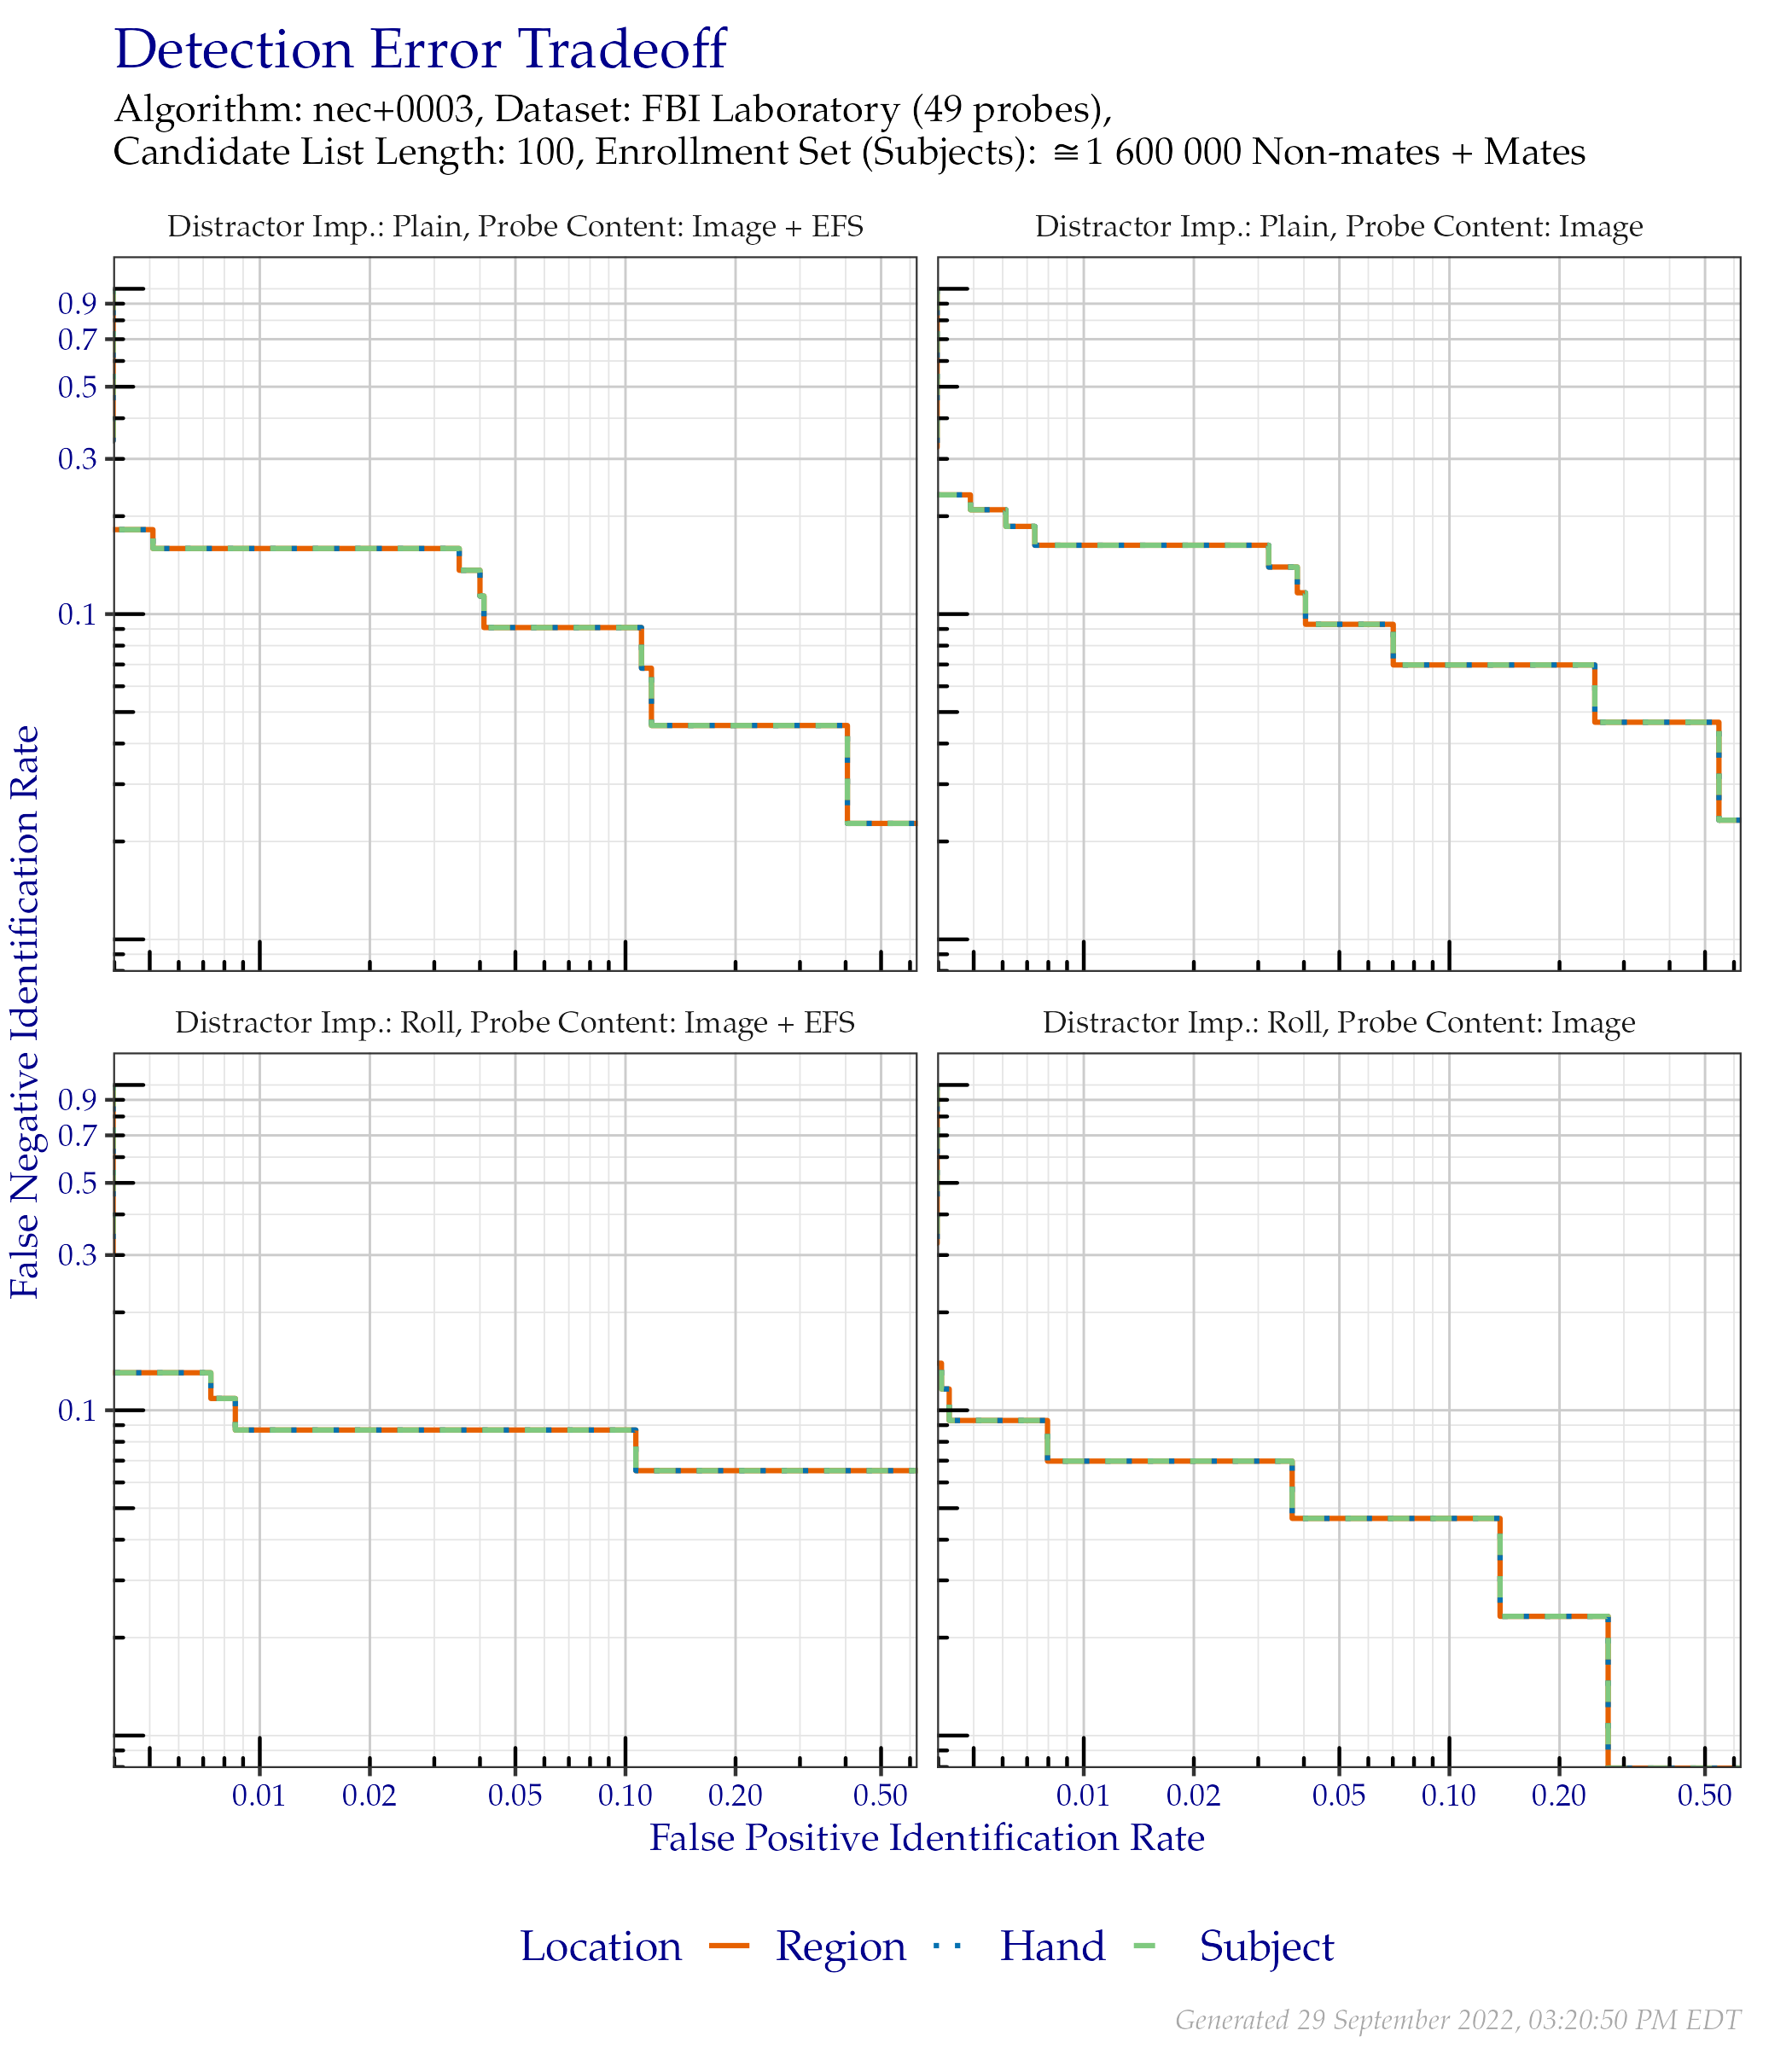 Detection Error Tradeoff
Algorithm: nec+0003, Dataset: FBI Laboratory (49 probes),
Candidate List Length: 100, Enrollment Set (Subjects): ≅1 600 000 Non-mates + Mates
Distractor Imp.: Plain, Probe Content: Image + EFS
Distractor Imp.: Plain, Probe Content: Image
0.9
0.7
0.5
0.3
0.1
False Negative Identification Rate
Distractor Imp.: Roll, Probe Content: Image + EFS
Distractor Imp.: Roll, Probe Content: Image
0.9
0.7
0.5
0.3
0.1
0.01 0.02 0.05 0.10 0.20 0.50
0.01 0.02 0.05 0.10 0.20 0.50
False Positive Identification Rate
Location Region Hand Subject
Generated 29 September 2022, 03:20:50 PM EDT